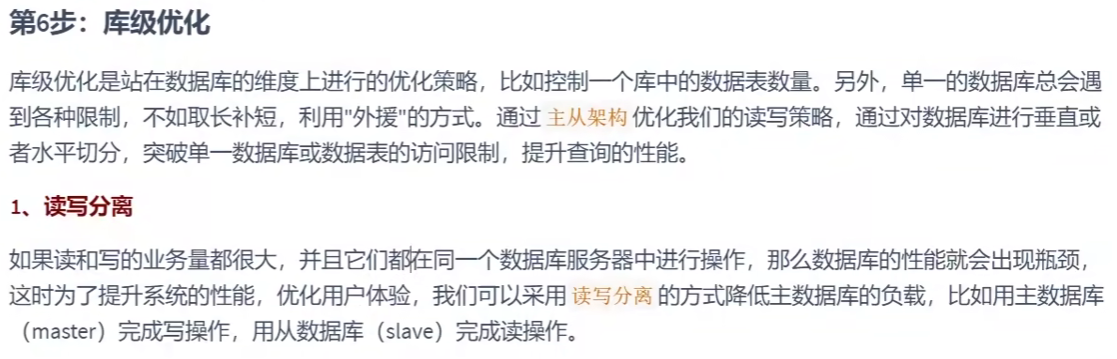 第6步：库级优化
库级优化是站在数据库的维度上进行的优化策略，比如控制一个库中的数据表数量。另外，单一的数据库总会遇
到各种限制，不如取长补短，利用"外援"的方式。通过 主从架构 优化我们的读写策略，通过对数据库进行垂直或
者水平切分，突破单一数据库或数据表的访问限制，提升查询的性能。
1、读写分离
如果读和写的业务量都很大，并且它们都在同一个数据库服务器中进行操作，那么数据库的性能就会出现瓶颈，
这时为了提升系统的性能，优化用户体验，我们可以采用 读写分离 的方式降低主数据库的负载，比如用主数据库
（master）完成写操作，用从数据库（slave）完成读操作。